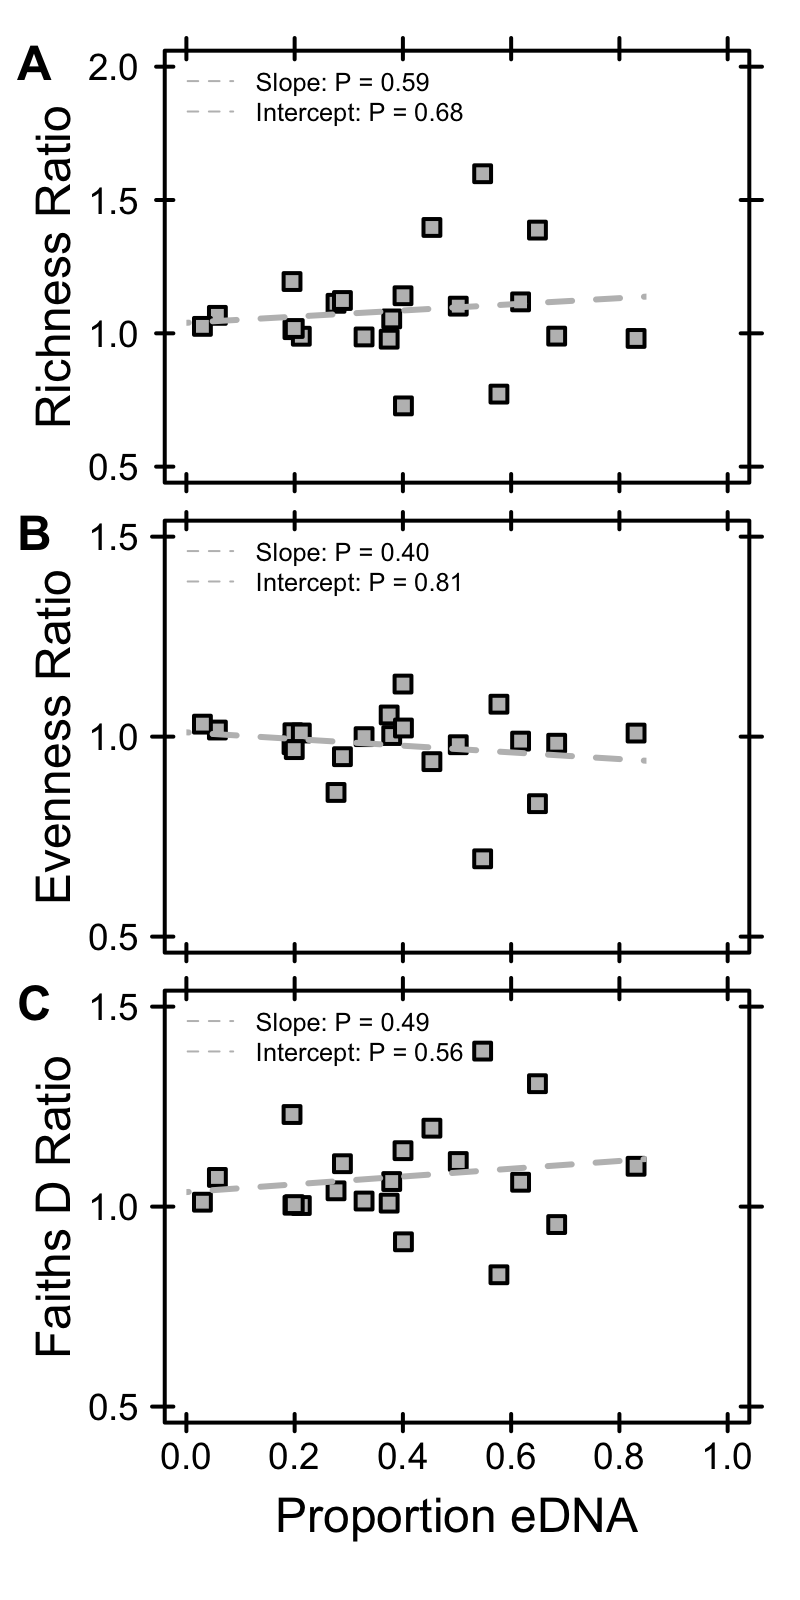 A
Richness Ratio
2.0
1.5
1.0
0.5
Slope: P = 0.59
Intercept: P = 0.68
B
Evenness Ratio
1.5
1.0
0.5
Slope: P = 0.40
Intercept: P = 0.81
C
Faiths D Ratio
1.5
1.0
0.5
Slope: P = 0.49
Intercept: P = 0.56
0.0 0.2 0.4 0.6 0.8 1.0
Proportion eDNA